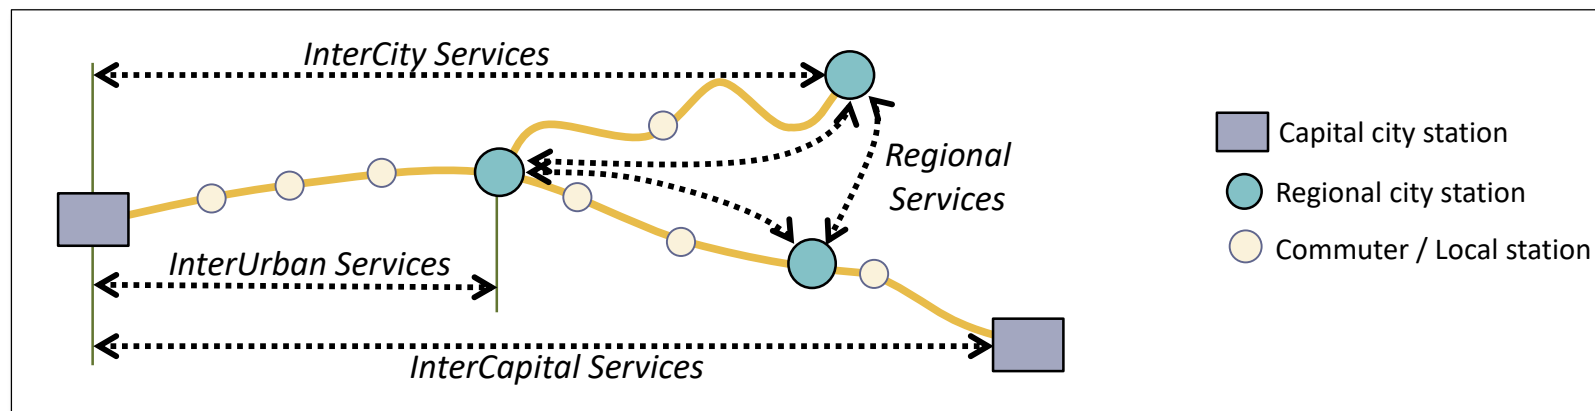 InterCity Services
Regional
Services
InterUrban Services
InterCapital Services
Capital city station
Regional city station
Commuter / Local station